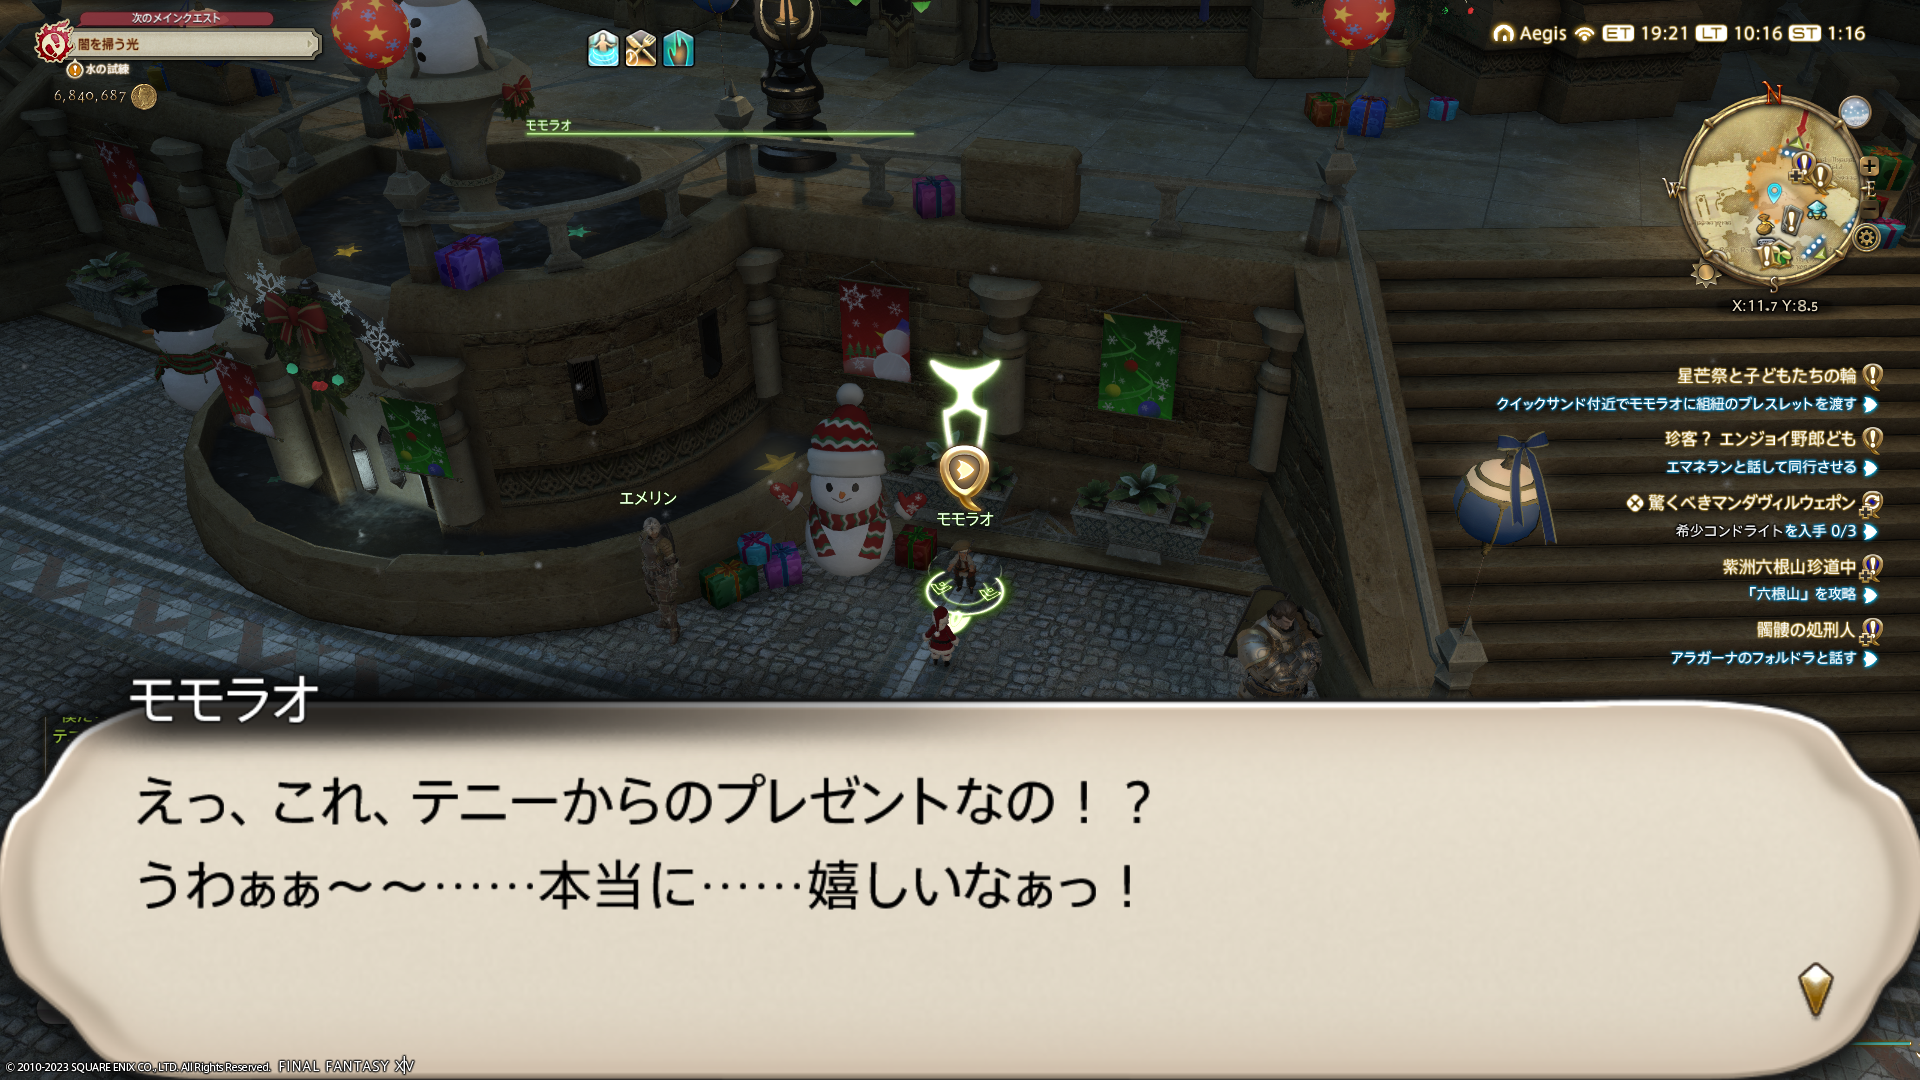 次のメインクエスト
闇を掃う光
水の試練
6,840,687
モモラオ
Aegis ET 19:21 LT 10:16 ST 1:16
N
W
E
S
X:11.7 Y:8.5
星芒祭と子どもたちの輪
クイックサンド付近でモモラオに組紐のブレスレットを渡す
珍客？ エンジョイ野郎ども
エマネランと話して同行させる
驚くべきマンダヴィルウェポン
希少コンドライトを入手 0/3
紫洲六根山珍道中
「六根山」を攻略
髑髏の処刑人
アラガーナのフォルドラと話す
エメリン
モモラオ
モモラオ
えっ、これ、テニーからのプレゼントなの！？
うわぁぁ～～……本当に……嬉しいなぁっ！
© 2010-2023 SQUARE ENIX CO., LTD. All Rights Reserved. FINAL FANTASY XIV